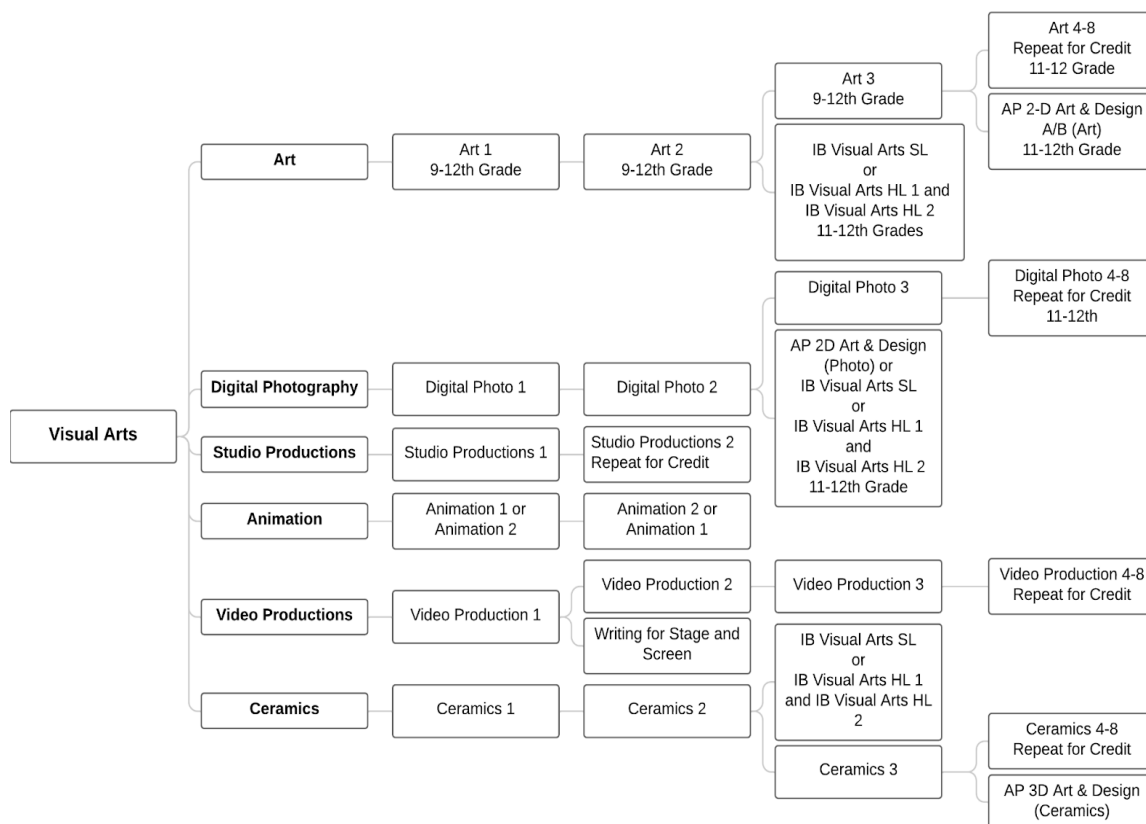 Visual Arts
Art
Art 1
9-12th Grade
Art 2
9-12th Grade
Art 3
9-12th Grade
Art 4-8
Repeat for Credit
11-12 Grade
AP 2-D Art & Design
A/B (Art)
11-12th Grade
IB Visual Arts SL
or
IB Visual Arts HL 1 and
IB Visual Arts HL 2
11-12th Grades
Digital Photography
Digital Photo 1
Digital Photo 2
Digital Photo 3
Digital Photo 4-8
Repeat for Credit
11-12th
AP 2D Art & Design
(Photo) or
IB Visual Arts SL
or
IB Visual Arts HL 1
and
IB Visual Arts HL 2
11-12th Grade
Studio Productions
Studio Productions 1
Studio Productions 2
Repeat for Credit
Animation
Animation 1 or
Animation 2
Animation 2 or
Animation 1
Video Productions
Video Production 1
Video Production 2
Video Production 3
Video Production 4-8
Repeat for Credit
Writing for Stage and
Screen
Ceramics
Ceramics 1
Ceramics 2
IB Visual Arts SL
or
IB Visual Arts HL 1
and IB Visual Arts HL
2
Ceramics 3
Ceramics 4-8
Repeat for Credit
AP 3D Art & Design
(Ceramics)